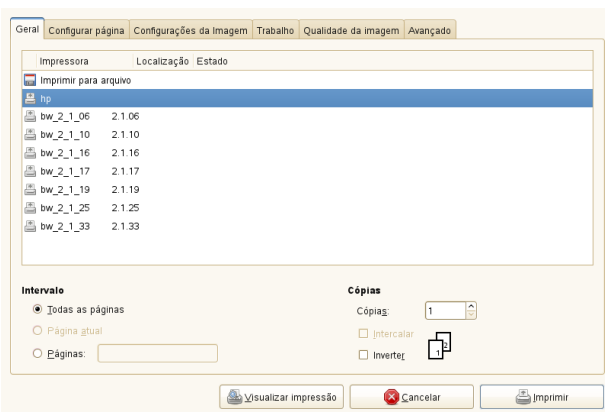 Geral Configurar página Configurações da Imagem Trabalho Qualidade da imagem Avançado
Impressora Localização Estado
Imprimir para arquivo
hp
bw_2_1_06 2.1.06
bw_2_1_10 2.1.10
bw_2_1_16 2.1.16
bw_2_1_17 2.1.17
bw_2_1_19 2.1.19
bw_2_1_25 2.1.25
bw_2_1_33 2.1.33
Intervalo Cópias
Todas as páginas Cópias: 1
Página atual Intercalar
Páginas: Inverter 1 2
Visualizar impressão Cancelar Imprimir